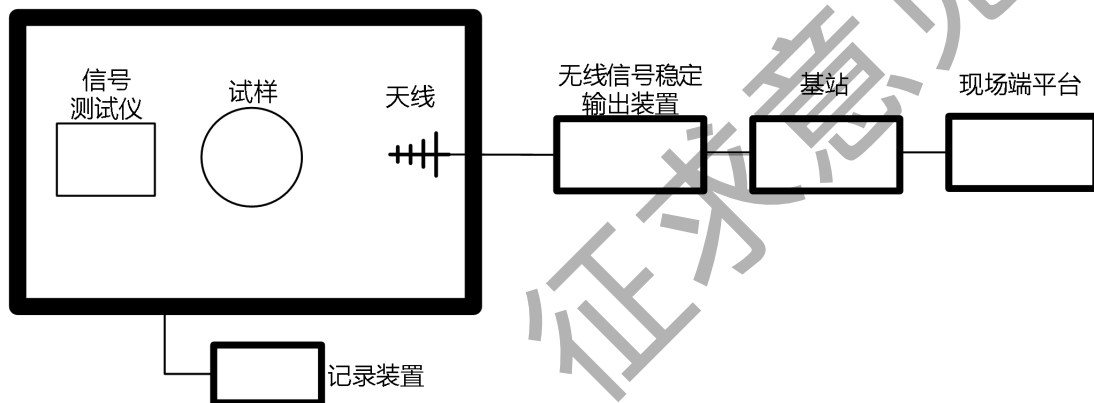 信号
测试仪
试样
天线
无线信号稳定
输出装置
基站
现场端平台
记录装置
征求意见